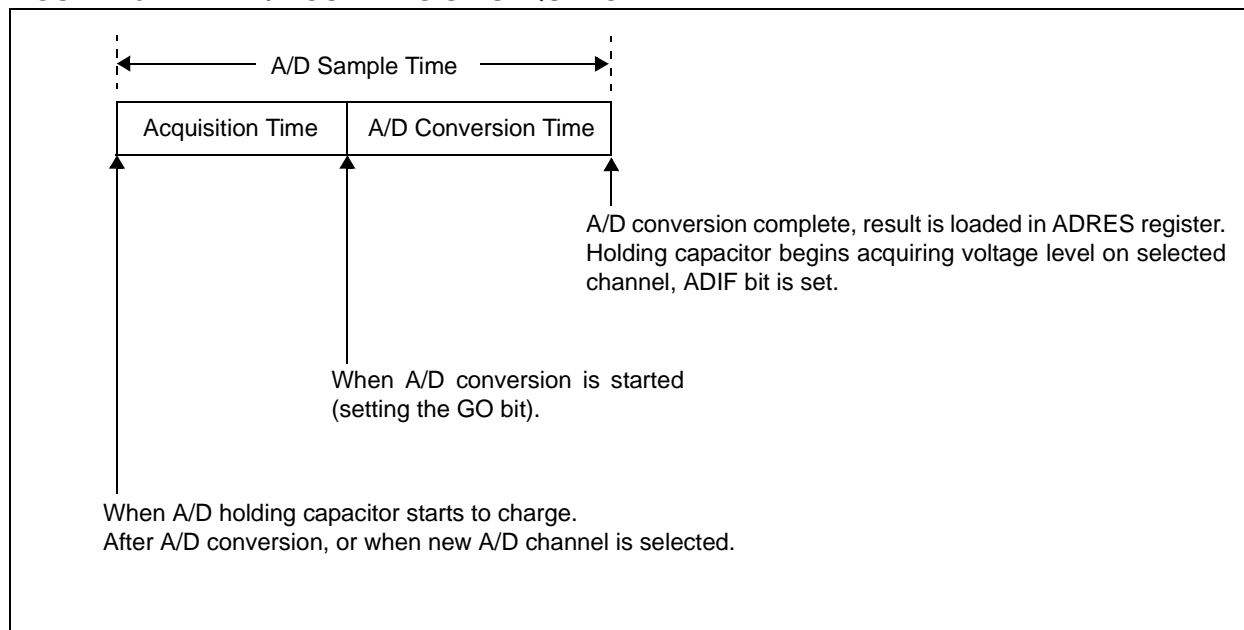 A/D Sample Time
Acquisition Time
A/D Conversion Time
A/D conversion complete, result is loaded in ADRES register.
Holding capacitor begins acquiring voltage level on selected
channel, ADIF bit is set.
When A/D conversion is started
(setting the GO bit).
When A/D holding capacitor starts to charge.
After A/D conversion, or when new A/D channel is selected.